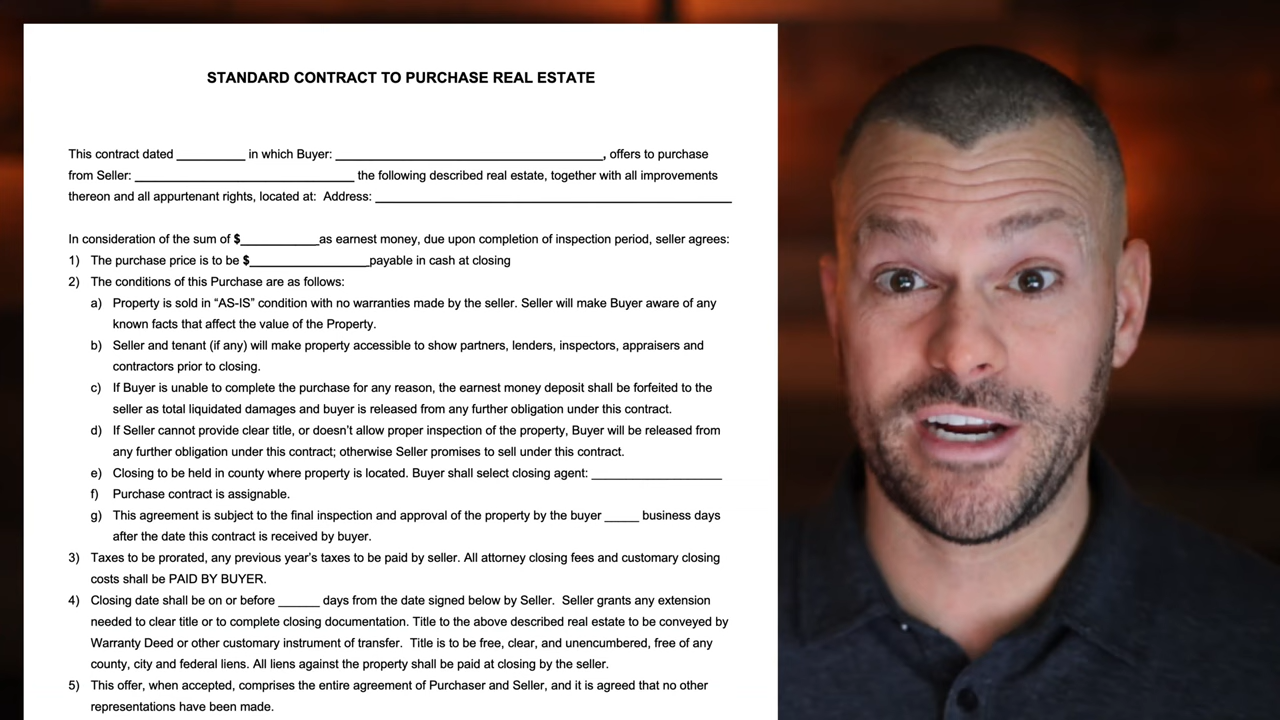 STANDARD CONTRACT TO PURCHASE REAL ESTATE
This contract dated __________ in which Buyer: _______________________________________, offers to purchase
from Seller: ________________________________ the following described real estate, together with all improvements
thereon and all appurtenant rights, located at: Address: ____________________________________________________
In consideration of the sum of $___________as earnest money, due upon completion of inspection period, seller agrees:
1) The purchase price is to be $_________________payable in cash at closing
2) The conditions of this Purchase are as follows:
a) Property is sold in “AS-IS” condition with no warranties made by the seller. Seller will make Buyer aware of any
known facts that affect the value of the Property.
b) Seller and tenant (if any) will make property accessible to show partners, lenders, inspectors, appraisers and
contractors prior to closing.
c) If Buyer is unable to complete the purchase for any reason, the earnest money deposit shall be forfeited to the
seller as total liquidated damages and buyer is released from any further obligation under this contract.
d) If Seller cannot provide clear title, or doesn’t allow proper inspection of the property, Buyer will be released from
any further obligation under this contract; otherwise Seller promises to sell under this contract.
e) Closing to be held in county where property is located. Buyer shall select closing agent: ___________________
f) Purchase contract is assignable.
g) This agreement is subject to the final inspection and approval of the property by the buyer _____ business days
after the date this contract is received by buyer.
3) Taxes to be prorated, any previous year’s taxes to be paid by seller. All attorney closing fees and customary closing
costs shall be PAID BY BUYER.
4) Closing date shall be on or before ______ days from the date signed below by Seller. Seller grants any extension
needed to clear title or to complete closing documentation. Title to the above described real estate to be conveyed by
Warranty Deed or other customary instrument of transfer. Title is to be free, clear, and unencumbered, free of any
county, city and federal liens. All liens against the property shall be paid at closing by the seller.
5) This offer, when accepted, comprises the entire agreement of Purchaser and Seller, and it is agreed that no other
representations have been made.